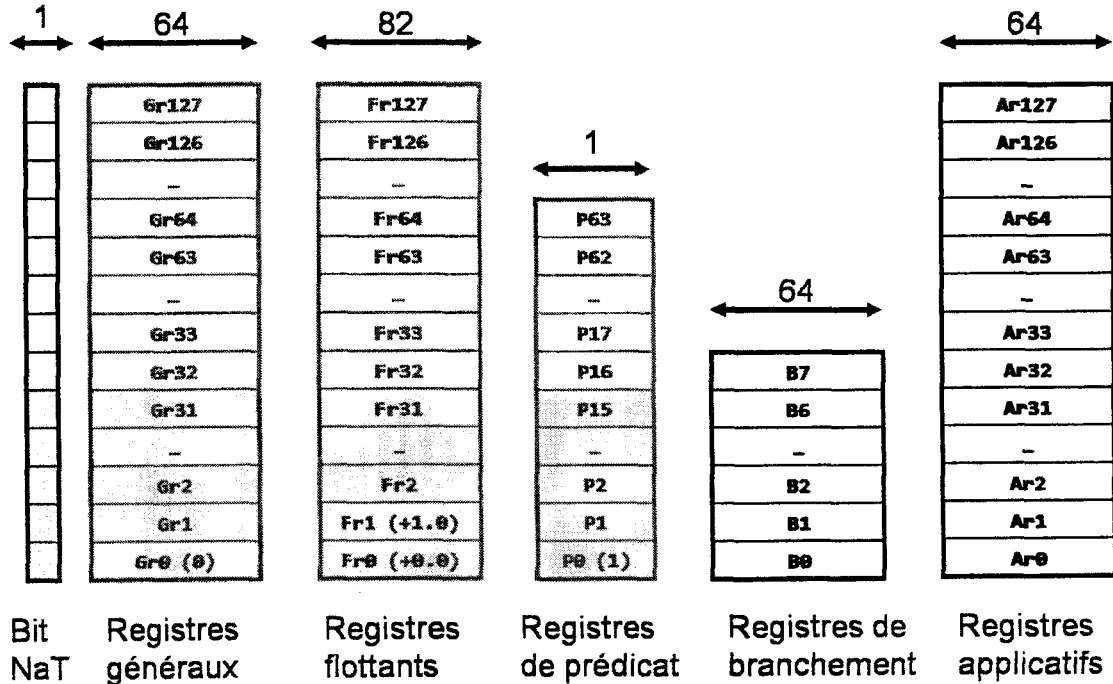 1 64 82 64
Gr127 Fr127 Ar127
Gr126 Fr126 1 Ar126
– – –
Gr64 Fr64 P63 Ar64
Gr63 Fr63 P62 Ar63
– – – 64 –
Gr33 Fr33 P17 Ar33
Gr32 Fr32 P16 B7 Ar32
Gr31 Fr31 P15 B6 Ar31
– – – – –
Gr2 Fr2 P2 B2 Ar2
Gr1 Fr1 (+1.0) P1 B1 Ar1
Gr0 (0) Fr0 (+0.0) P0 (1) B0 Ar0
Bit Registres Registres Registres Registres de Registres
NaT généraux flottants de prédicat branchement applicatifs